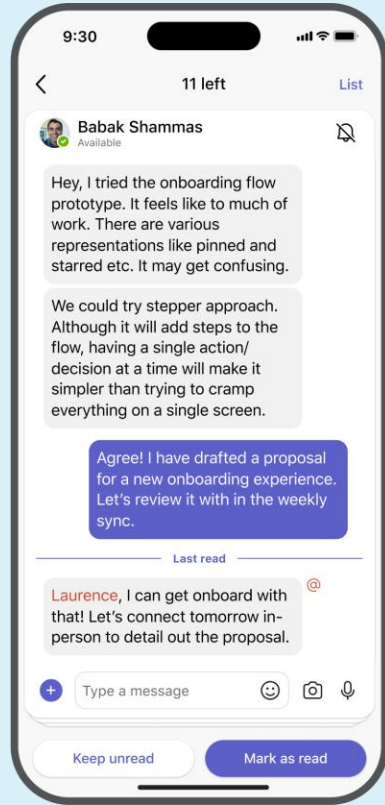 9:30
11 left
List
Babak Shammas
Available
Hey, I tried the onboarding flow
prototype. It feels like to much of
work. There are various
representations like pinned and
starred etc. It may get confusing.
We could try stepper approach.
Although it will add steps to the
flow, having a single action/
decision at a time will make it
simpler than trying to cramp
everything on a single screen.
Agree! I have drafted a proposal
for a new onboarding experience.
Let's review it with in the weekly
sync.
Last read
@
Laurence, I can get onboard with
that! Let's connect tomorrow in-
person to detail out the proposal.
Type a message
Keep unread
Mark as read